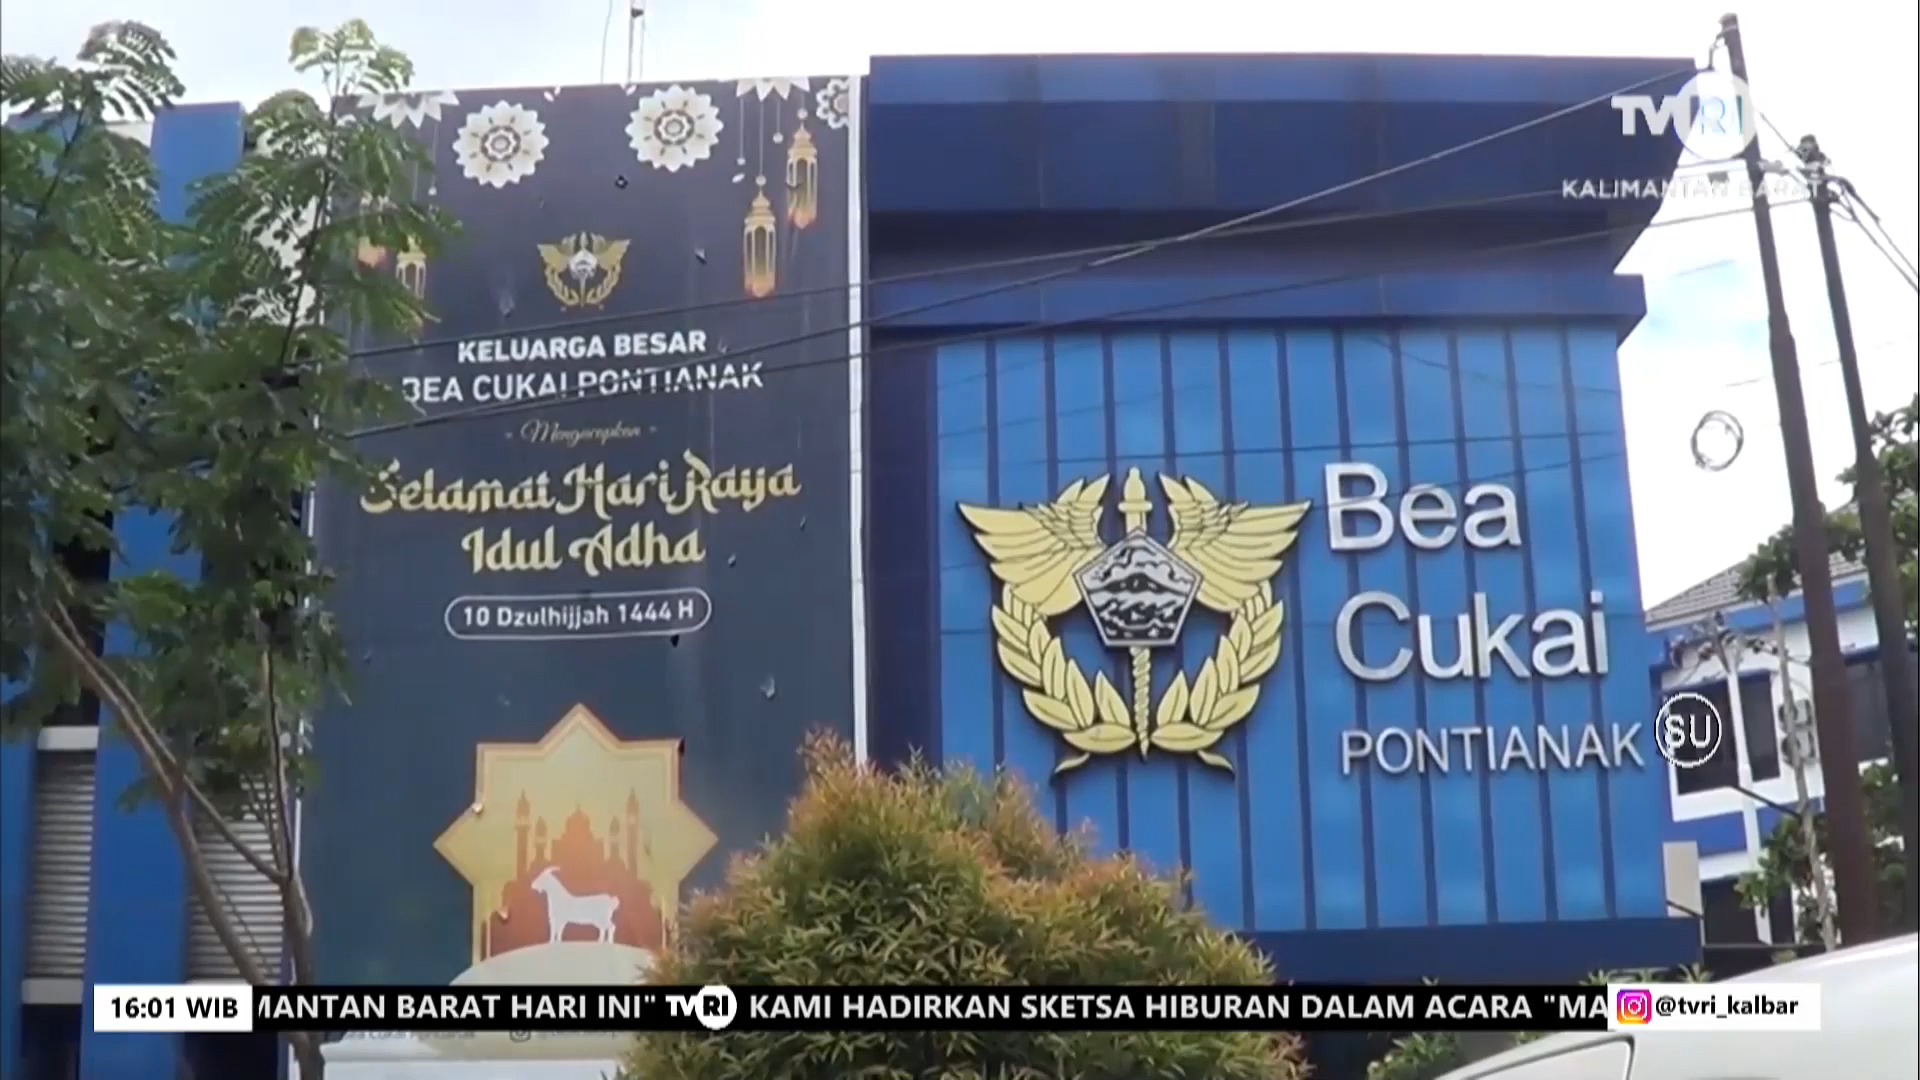 TVRI
KALIMANTAN BARAT
KELUARGA BESAR
BEA CUKAI PONTIANAK
- Mengucapkan -
Selamat Hari Raya
Idul Adha
10 Dzulhijjah 1444 H
Bea
Cukai
PONTIANAK
SU
16:01 WIB
MANTAN BARAT HARI INI" TVRI KAMI HADIRKAN SKETSA HIBURAN DALAM ACARA "MA
@tvri_kalbar